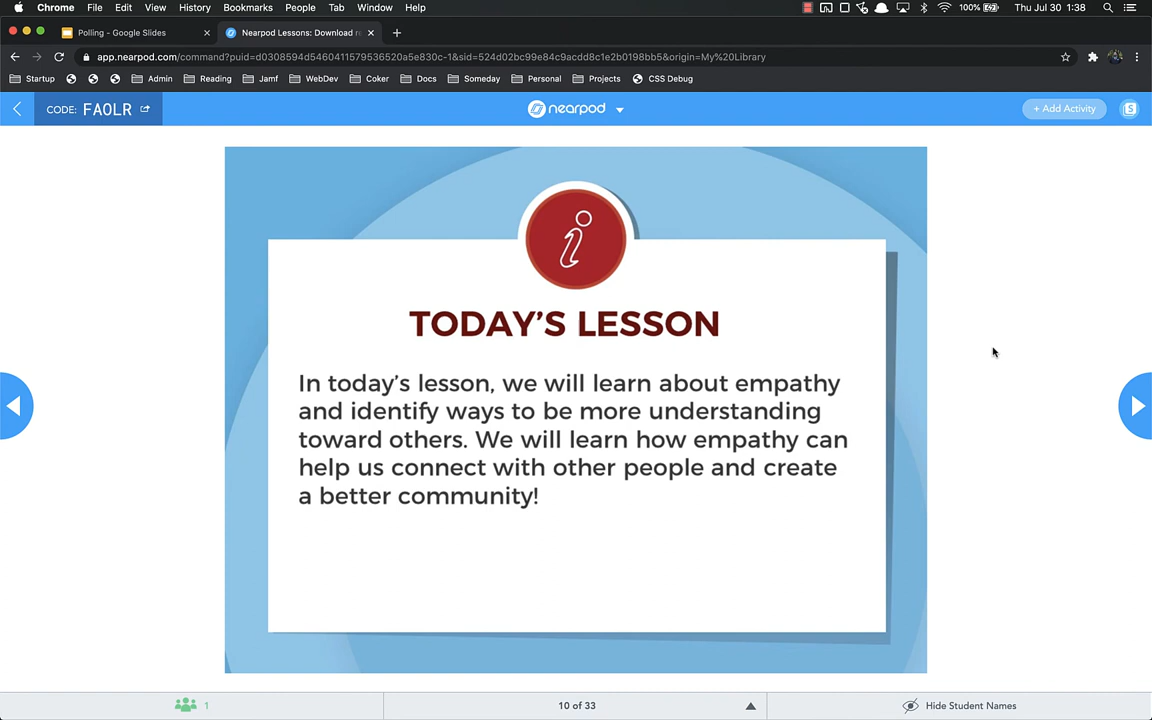 Chrome File Edit View History Bookmarks People Tab Window Help 100% Thu Jul 30 1:38
Polling - Google Slides Nearpod Lessons: Download r
app.nearpod.com/command?puid=d0308594d5460411579536520a5e830c-1&sid=524d02bc99e84c9acdd8c1e2b0198bb5&origin=My%20Library
Startup Admin Reading Jamf WebDev Coker Docs Someday Personal Projects CSS Debug
CODE: FAOLR nearpod + Add Activity S
i
TODAY'S LESSON
In today's lesson, we will learn about empathy
and identify ways to be more understanding
toward others. We will learn how empathy can
help us connect with other people and create
a better community!
1 10 of 33 Hide Student Names